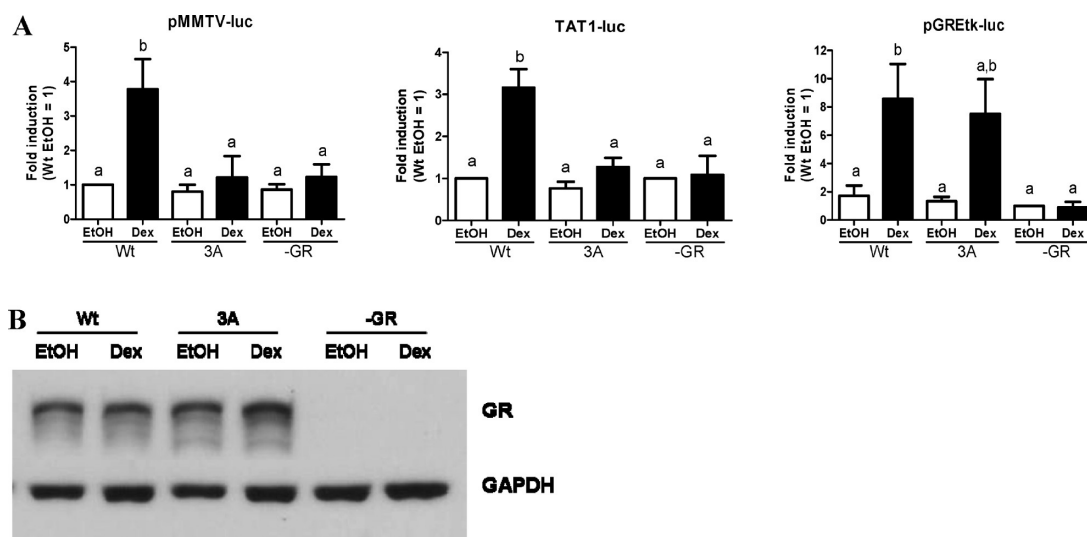 A
pMMTV-luc
Fold induction
(Wt EtOH = 1)
5
4
3
2
1
0
a
b
a
a
a
a
EtOH Dex EtOH Dex EtOH Dex
Wt 3A -GR
TAT1-luc
Fold induction
(Wt EtOH = 1)
4
3
2
1
0
a
b
a
a
a
a
EtOH Dex EtOH Dex EtOH Dex
Wt 3A -GR
pGREtk-luc
Fold induction
(Wt EtOH = 1)
12
10
8
6
4
2
0
a
b
a
a,b
a
a
EtOH Dex EtOH Dex EtOH Dex
Wt 3A -GR
B
Wt 3A -GR
EtOH Dex EtOH Dex EtOH Dex
GR
GAPDH